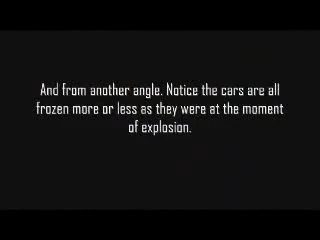 And from another angle. Notice the cars are all
frozen more or less as they were at the moment
of explosion.